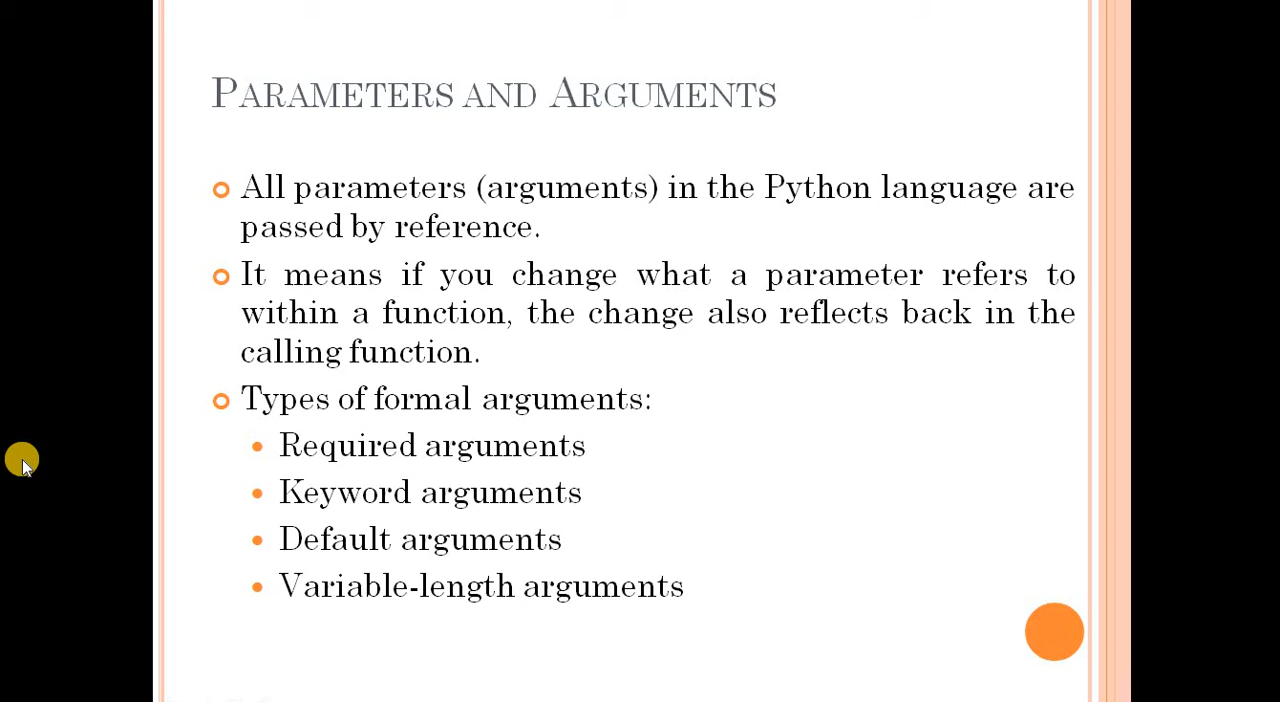 PARAMETERS AND ARGUMENTS
All parameters (arguments) in the Python language are
passed by reference.
It means if you change what a parameter refers to
within a function, the change also reflects back in the
calling function.
Types of formal arguments:
Required arguments
Keyword arguments
Default arguments
Variable-length arguments